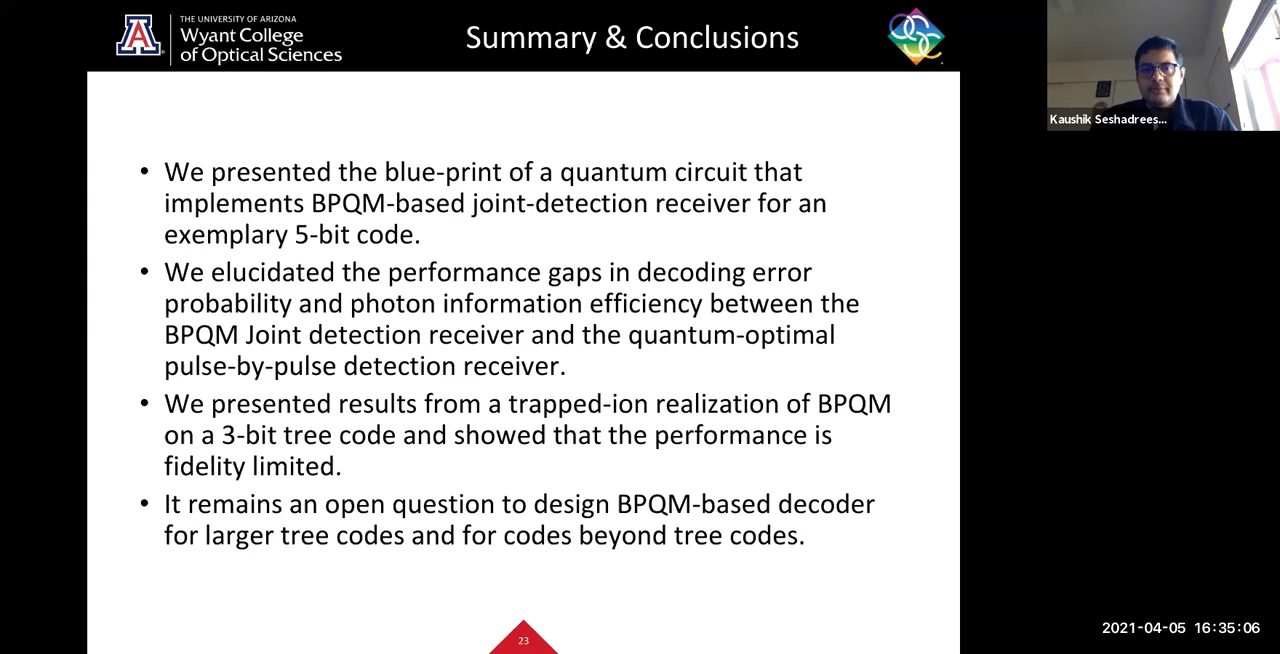 THE UNIVERSITY OF ARIZONA
Wyant College
of Optical Sciences
Summary & Conclusions
Kaushik Seshadrees...
• We presented the blue-print of a quantum circuit that
implements BPQM-based joint-detection receiver for an
exemplary 5-bit code.
• We elucidated the performance gaps in decoding error
probability and photon information efficiency between the
BPQM Joint detection receiver and the quantum-optimal
pulse-by-pulse detection receiver.
• We presented results from a trapped-ion realization of BPQM
on a 3-bit tree code and showed that the performance is
fidelity limited.
• It remains an open question to design BPQM-based decoder
for larger tree codes and for codes beyond tree codes.
23
2021-04-05 16:35:06